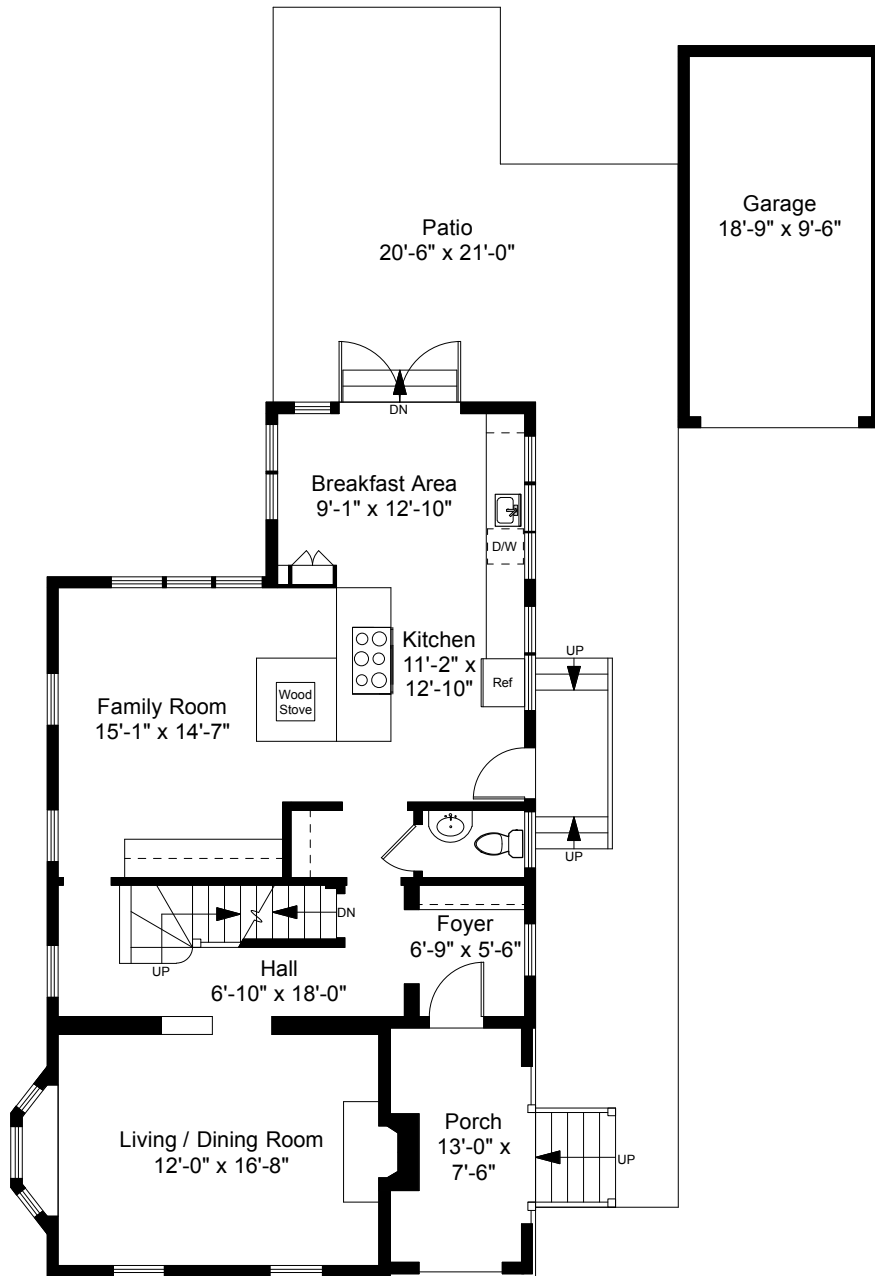 Garage
18'-9" x 9'-6"
Patio
20'-6" x 21'-0"
DN
Breakfast Area
9'-1" x 12'-10"
D/W
Kitchen
11'-2" x
12'-10"
UP
Ref
Wood
Stove
Family Room
15'-1" x 14'-7"
UP
DN
Foyer
6'-9" x 5'-6"
UP
Hall
6'-10" x 18'-0"
Living / Dining Room
12'-0" x 16'-8"
Porch
13'-0" x
7'-6"
UP